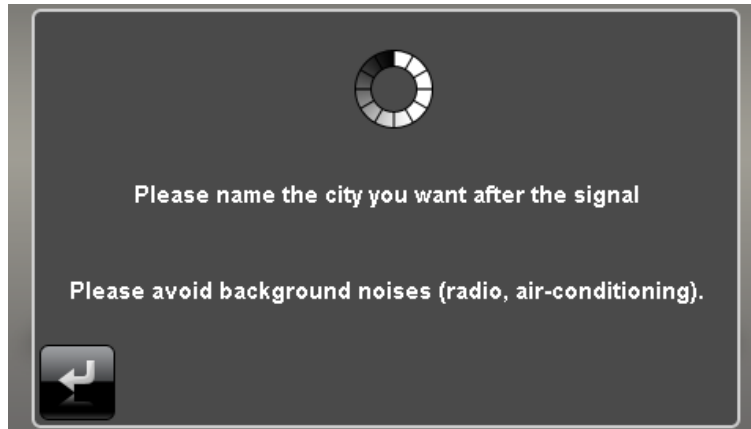 Please name the city you want after the signal
Please avoid background noises (radio, air-conditioning).